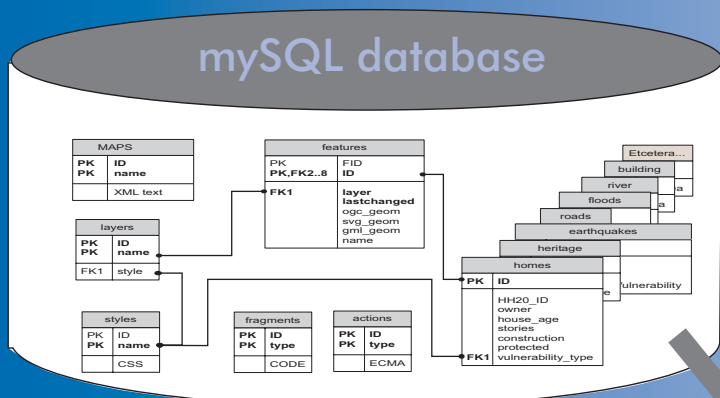 mySQL database
MAPS
PK ID
PK name
XML text
layers
PK ID
PK name
FK1 style
styles
PK ID
PK name
CSS
features
PK FID
PK,FK2..8 ID
FK1 layer
lastchanged
ogc_geom
svg_geom
gml_geom
name
fragments
PK ID
PK type
CODE
actions
PK ID
PK type
ECMA
Etcetera...
building
river
floods
roads
earthquakes
heritage
homes
PK ID
HH20_ID
owner
house_age
stories
construction
protected
FK1 vulnerability_type